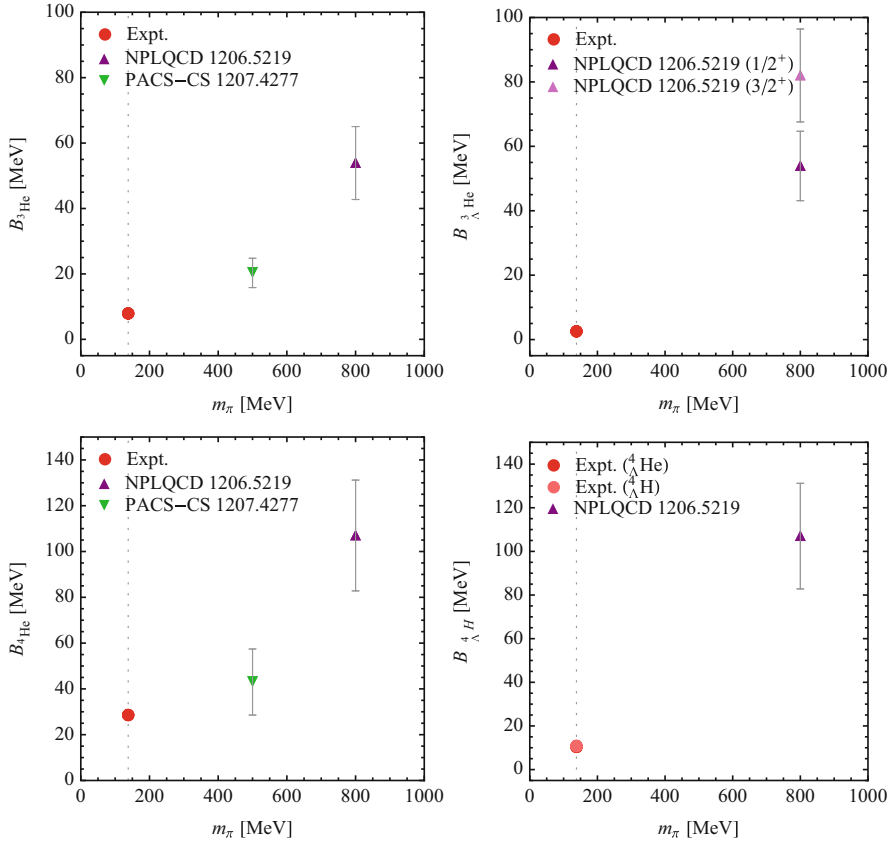 100
80
60
40
20
0
B₃He [MeV]
Expt.
NPLQCD 1206.5219
PACS−CS 1207.4277
0 200 400 600 800 1000
mπ [MeV]
100
80
60
40
20
0
B ³ΛHe [MeV]
Expt.
NPLQCD 1206.5219 (1/2⁺)
NPLQCD 1206.5219 (3/2⁺)
0 200 400 600 800 1000
mπ [MeV]
140
120
100
80
60
40
20
0
B₄He [MeV]
Expt.
NPLQCD 1206.5219
PACS−CS 1207.4277
0 200 400 600 800 1000
mπ [MeV]
140
120
100
80
60
40
20
0
B ⁴ΛH [MeV]
Expt. (⁴ΛHe)
Expt. (⁴ΛH)
NPLQCD 1206.5219
0 200 400 600 800 1000
mπ [MeV]